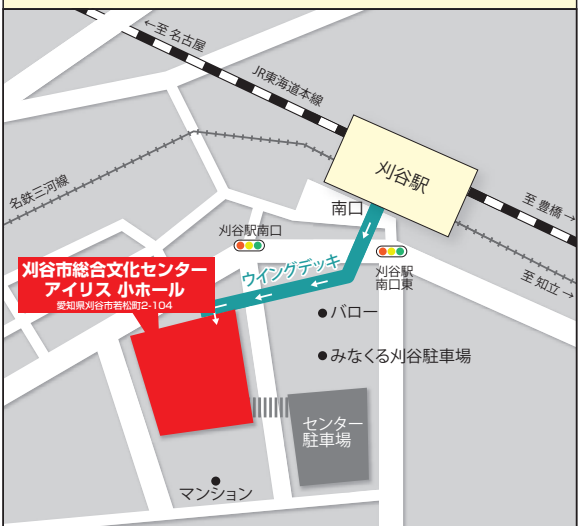 ←至 名古屋
JR東海道本線
刈谷駅
名鉄三河線
至 豊橋→
南口
刈谷駅南口
刈谷駅
南口東
至 知立→
ウイングデッキ
刈谷市総合文化センター
アイリス 小ホール
愛知県刈谷市若松町2-104
●バロー
●みなくる刈谷駐車場
センター
駐車場
マンション